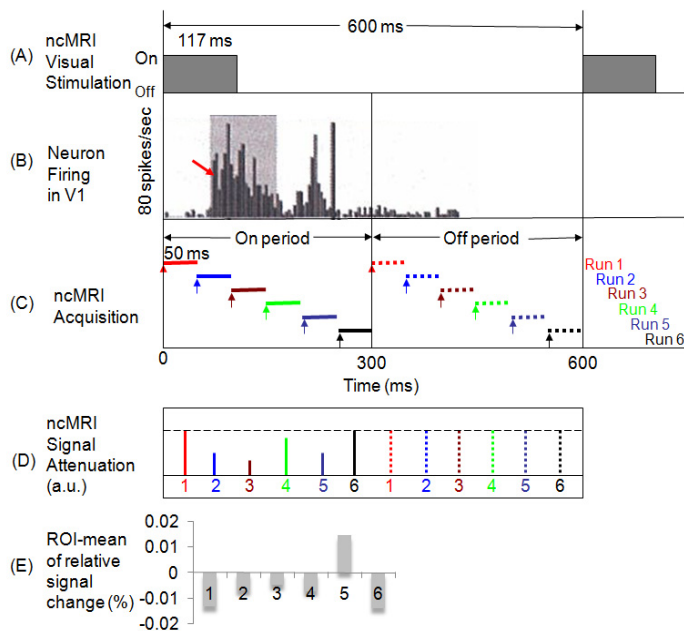 600 ms
(A)
ncMRI
Visual
Stimulation
117 ms
On
Off
(B)
Neuron
Firing
in V1
80 spikes/sec
On period
Off period
50 ms
(C)
ncMRI
Acquisition
Run 1
Run 2
Run 3
Run 4
Run 5
Run 6
0
300
600
Time (ms)
(D)
ncMRI
Signal
Attenuation
(a.u.)
1 2 3 4 5 6 1 2 3 4 5 6
(E)
ROI-mean
of relative
signal
change (%)
0.02
0.01
0
-0.01
-0.02
1 2 3 4 5 6